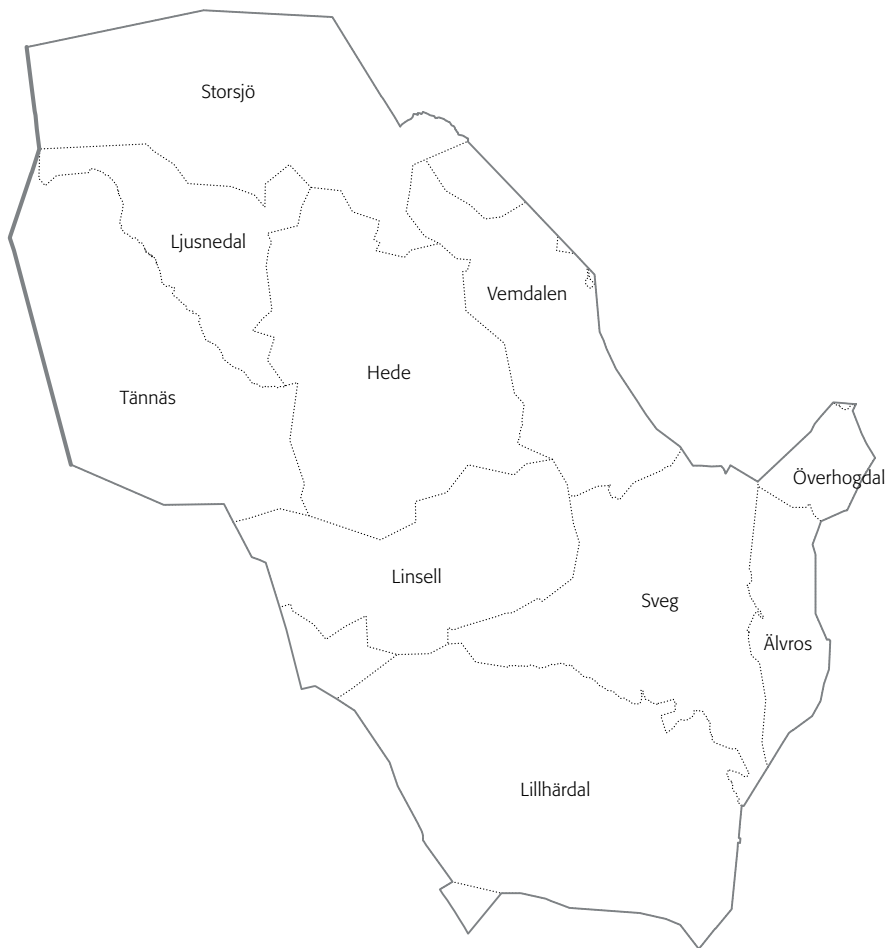 Storsjö
Ljusnedal
Vemdalen
Hede
Tännäs
Överhogdal
Linsell
Sveg
Älvros
Lillhärdal